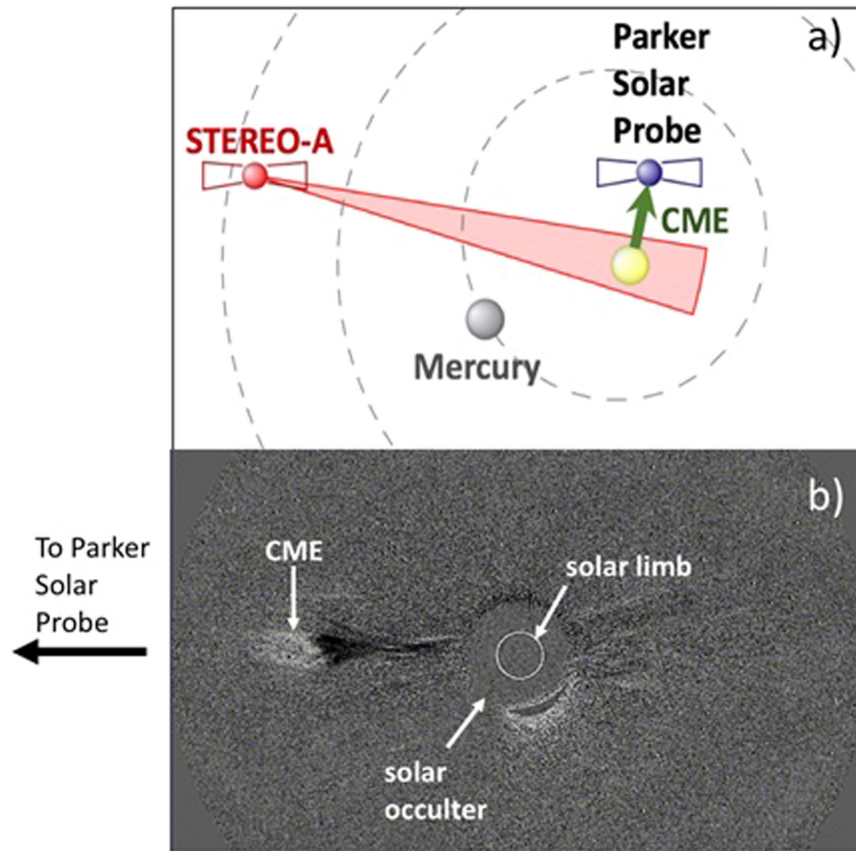 a)
Parker
Solar
Probe
STEREO-A
CME
Mercury
b)
To Parker
Solar
Probe
CME
solar limb
solar
occulter